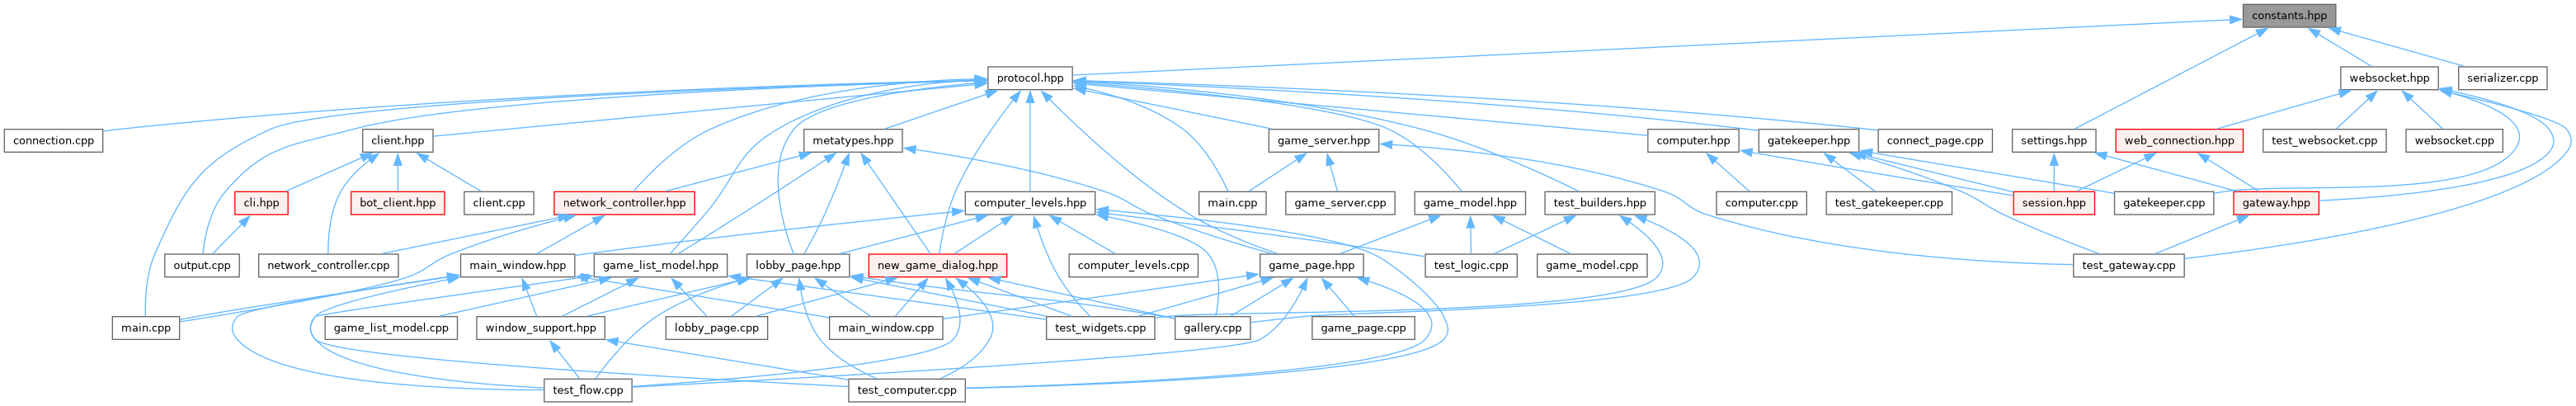 constants.hpp
protocol.hpp
websocket.hpp
serializer.cpp
connection.cpp
client.hpp
metatypes.hpp
game_server.hpp
computer.hpp
gatekeeper.hpp
connect_page.cpp
settings.hpp
web_connection.hpp
test_websocket.cpp
websocket.cpp
cli.hpp
bot_client.hpp
client.cpp
network_controller.hpp
computer_levels.hpp
main.cpp
game_server.cpp
game_model.hpp
test_builders.hpp
computer.cpp
test_gatekeeper.cpp
session.hpp
gatekeeper.cpp
gateway.hpp
output.cpp
network_controller.cpp
main_window.hpp
game_list_model.hpp
lobby_page.hpp
new_game_dialog.hpp
computer_levels.cpp
game_page.hpp
test_logic.cpp
game_model.cpp
test_gateway.cpp
main.cpp
game_list_model.cpp
window_support.hpp
lobby_page.cpp
main_window.cpp
test_widgets.cpp
gallery.cpp
game_page.cpp
test_flow.cpp
test_computer.cpp